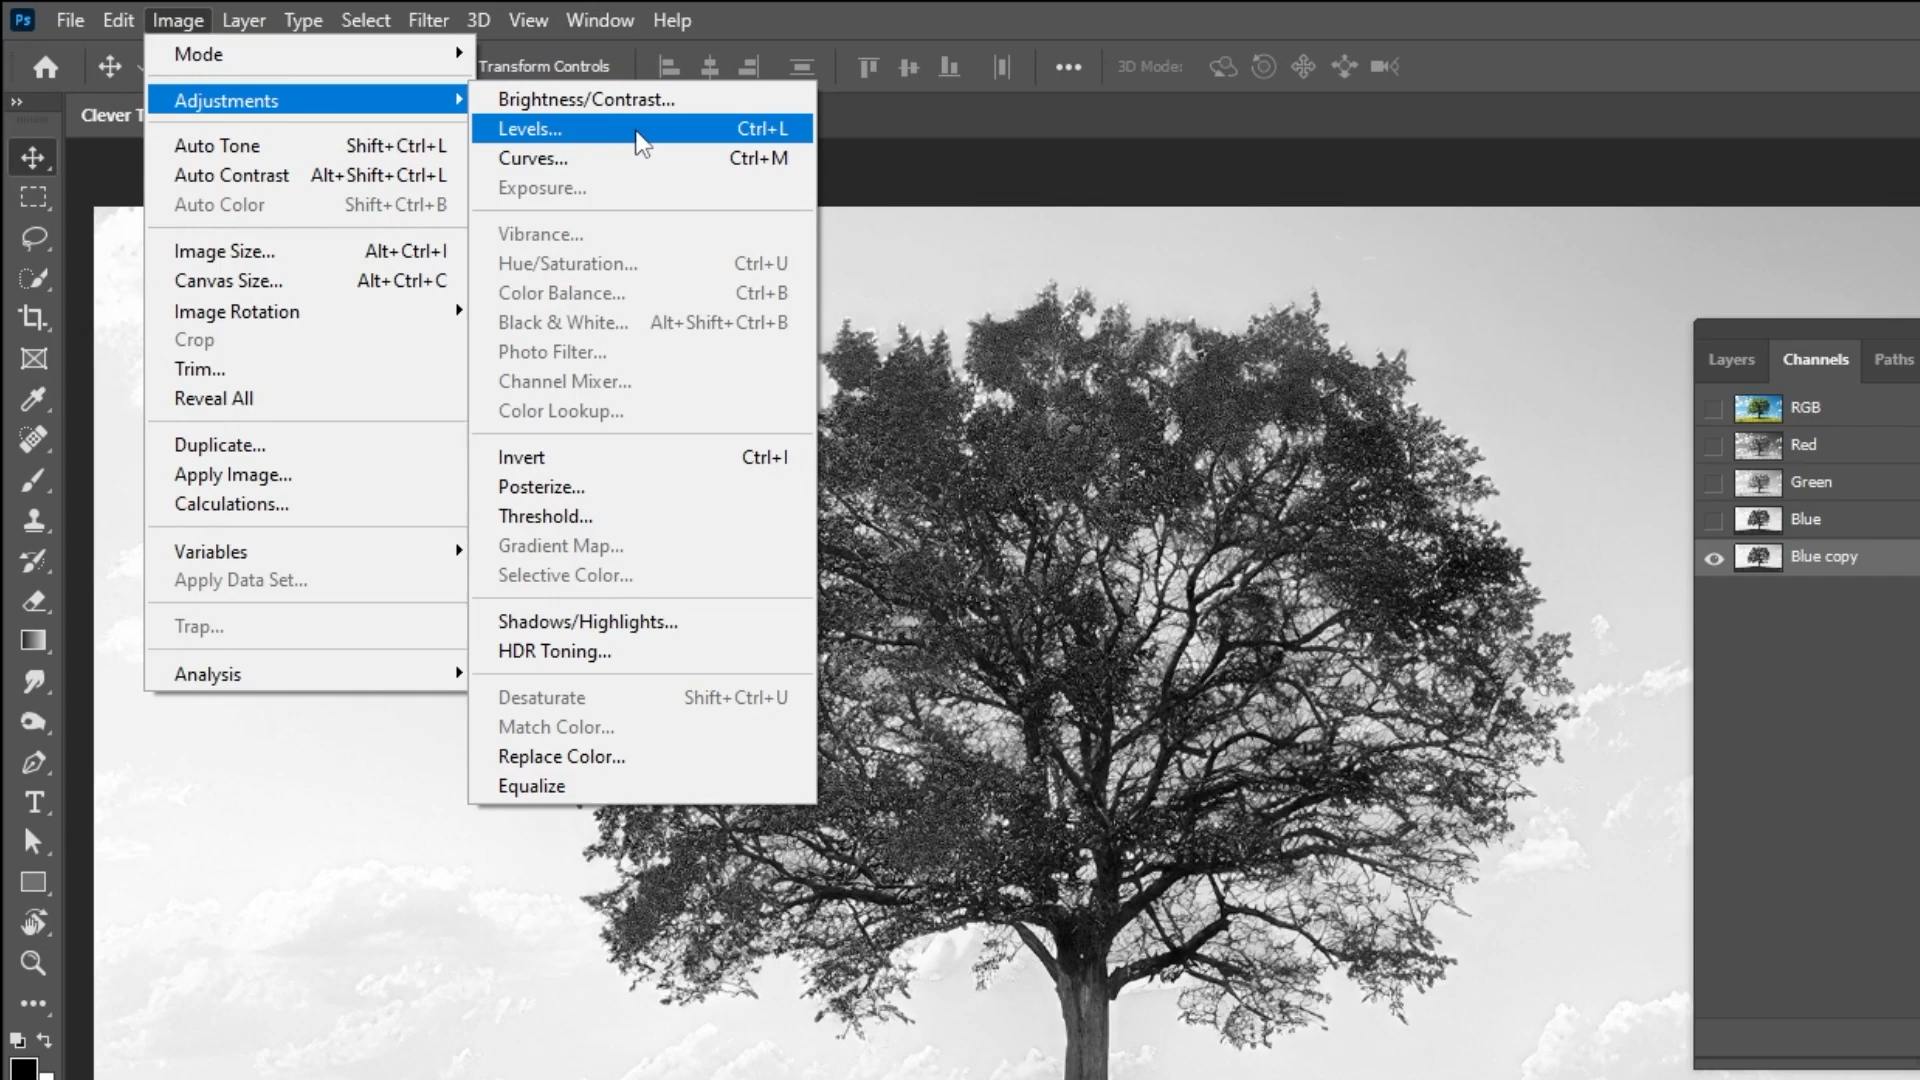 Ps File Edit Image Layer Type Select Filter 3D View Window Help
Transform Controls 3D Mode:
Clever T
Mode
Adjustments
Auto Tone Shift+Ctrl+L
Auto Contrast Alt+Shift+Ctrl+L
Auto Color Shift+Ctrl+B
Image Size... Alt+Ctrl+I
Canvas Size... Alt+Ctrl+C
Image Rotation
Crop
Trim...
Reveal All
Duplicate...
Apply Image...
Calculations...
Variables
Apply Data Set...
Trap...
Analysis
Brightness/Contrast...
Levels... Ctrl+L
Curves... Ctrl+M
Exposure...
Vibrance...
Hue/Saturation... Ctrl+U
Color Balance... Ctrl+B
Black & White... Alt+Shift+Ctrl+B
Photo Filter...
Channel Mixer...
Color Lookup...
Invert Ctrl+I
Posterize...
Threshold...
Gradient Map...
Selective Color...
Shadows/Highlights...
HDR Toning...
Desaturate Shift+Ctrl+U
Match Color...
Replace Color...
Equalize
Layers Channels Paths
RGB
Red
Green
Blue
Blue copy